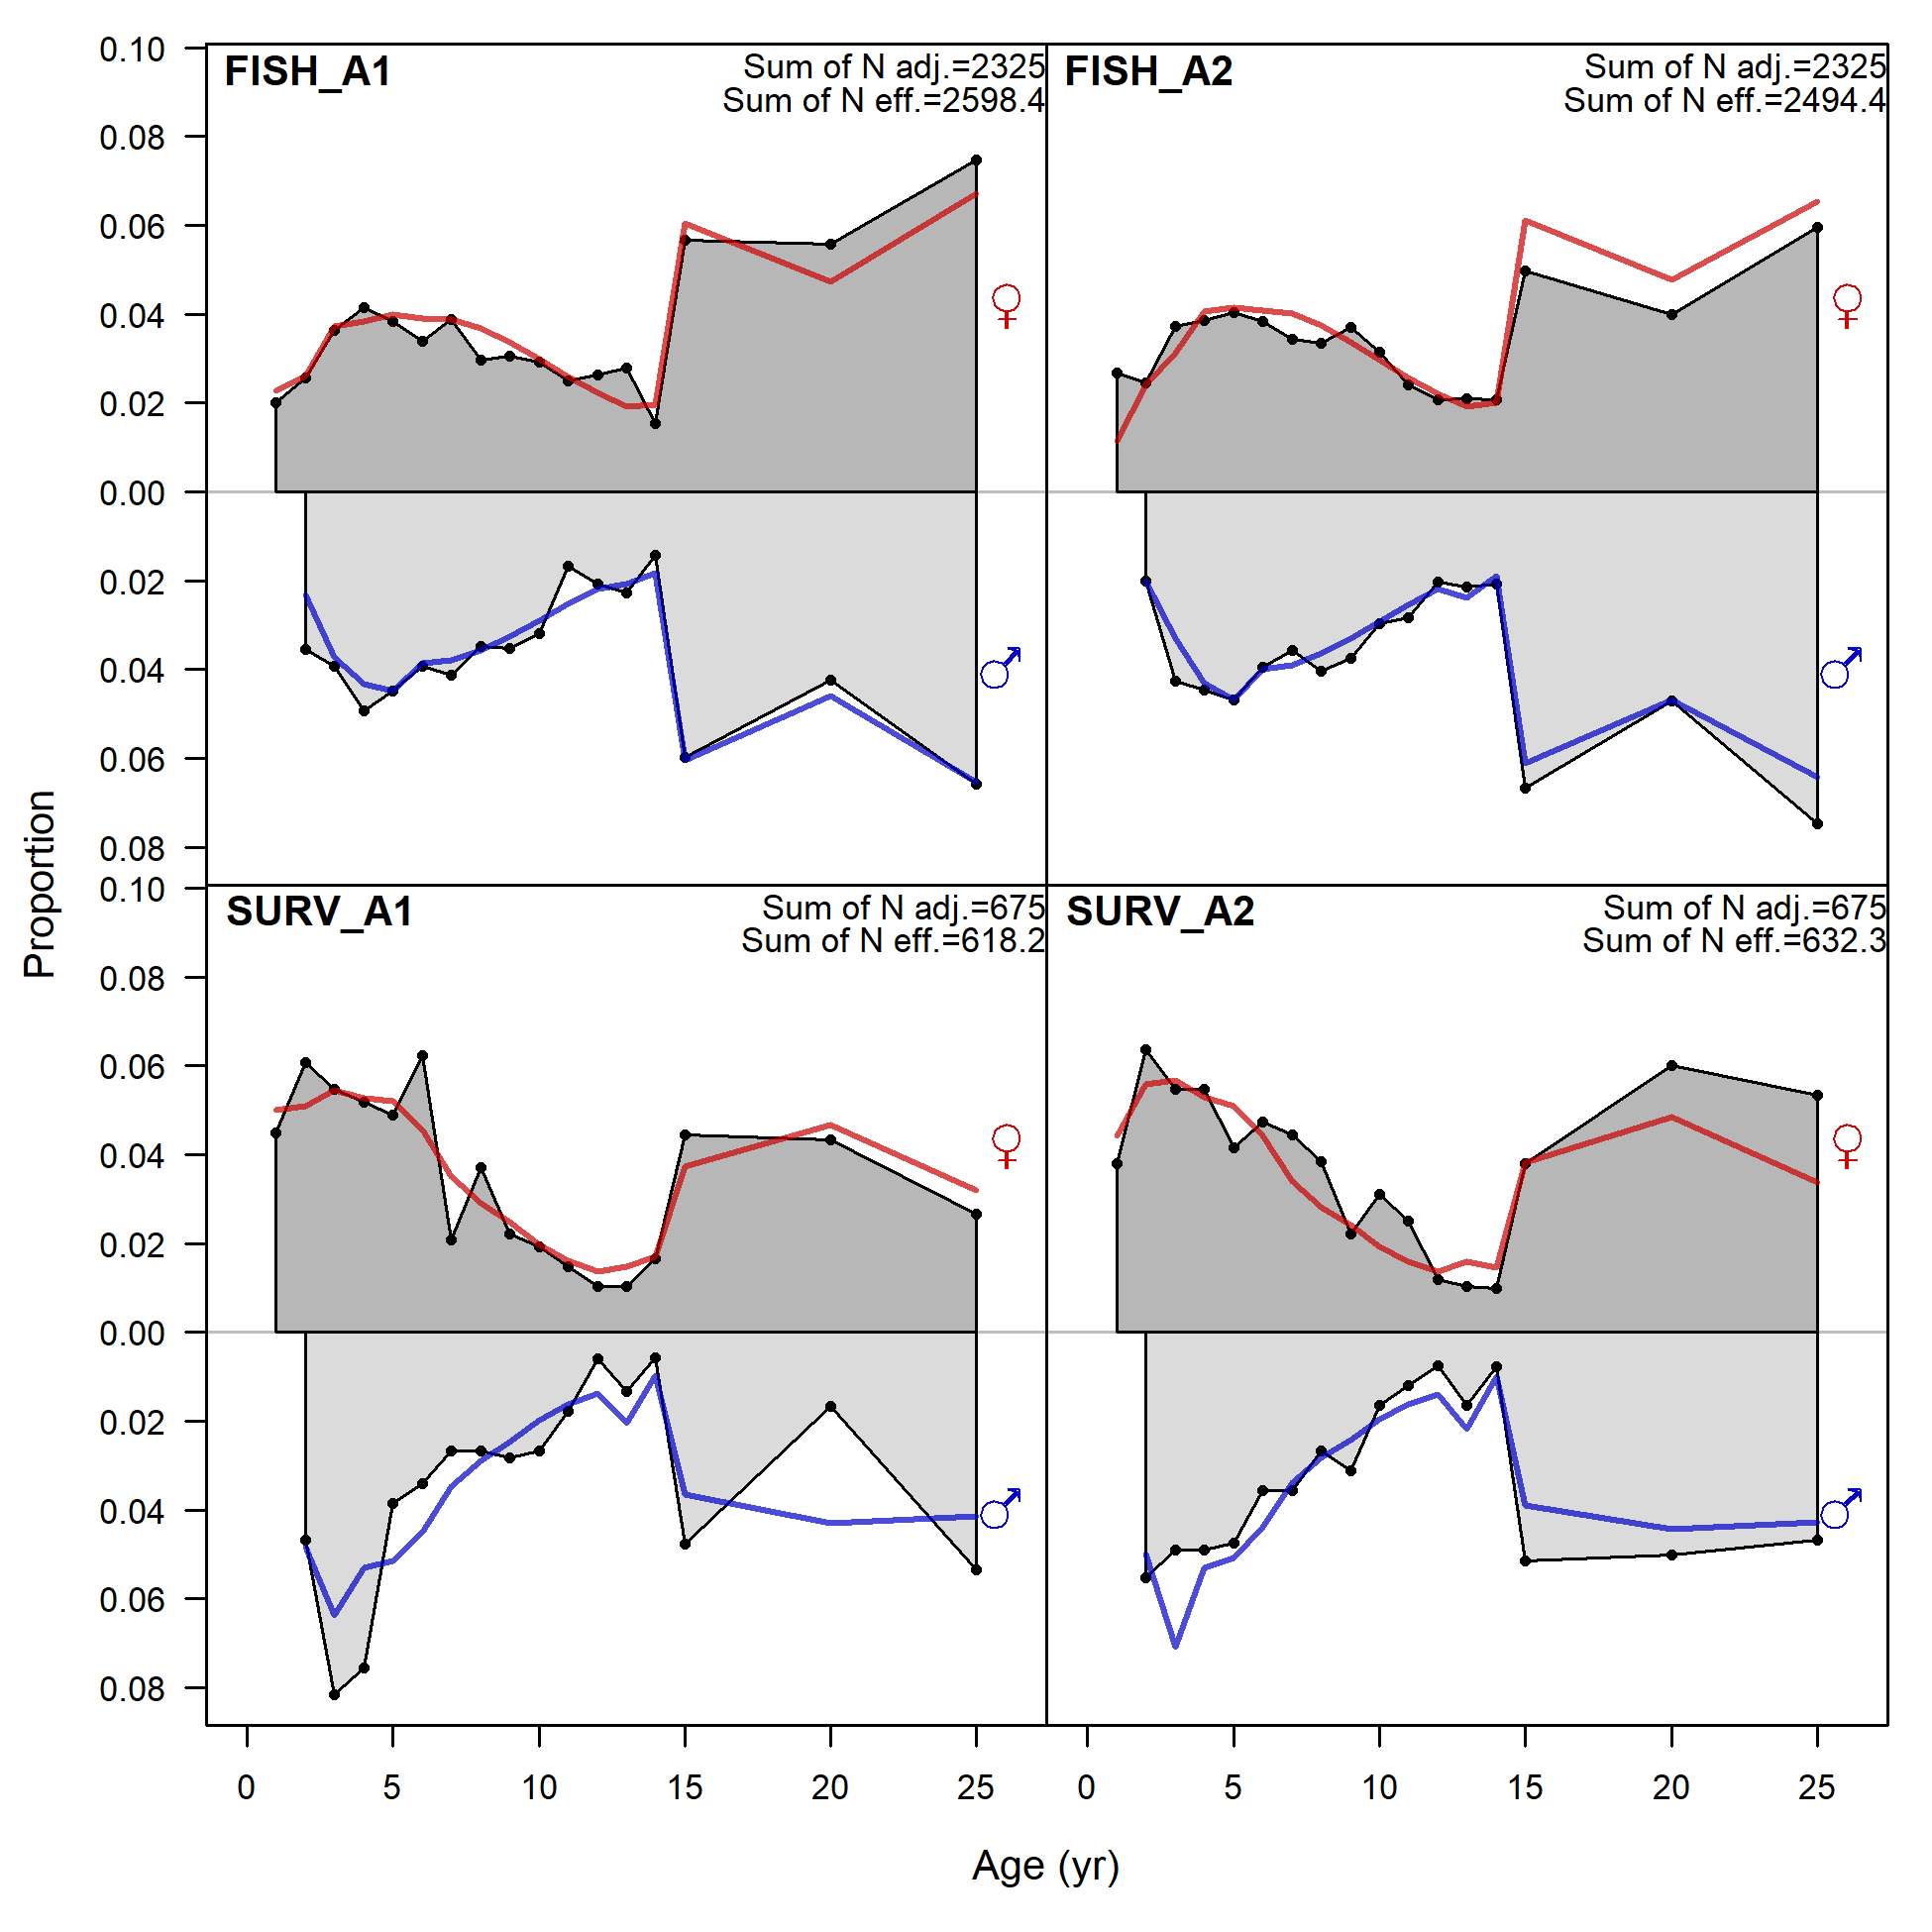 FISH_A1
Sum of N adj.=2325
Sum of N eff.=2598.4
FISH_A2
Sum of N adj.=2325
Sum of N eff.=2494.4
0.10
0.08
0.06
0.04
0.02
0.00
0.02
0.04
0.06
0.08
♀
♂
♀
♂
SURV_A1
Sum of N adj.=675
Sum of N eff.=618.2
SURV_A2
Sum of N adj.=675
Sum of N eff.=632.3
0.10
0.08
0.06
0.04
0.02
0.00
0.02
0.04
0.06
0.08
♀
♂
♀
♂
0 5 10 15 20 25
0 5 10 15 20 25
Proportion
Age (yr)